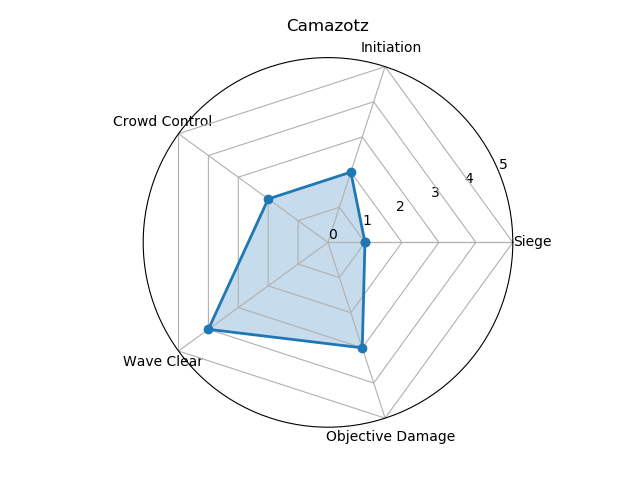 Camazotz
Initiation
Crowd Control
5
4
3
2
1
0
Siege
Wave Clear
Objective Damage